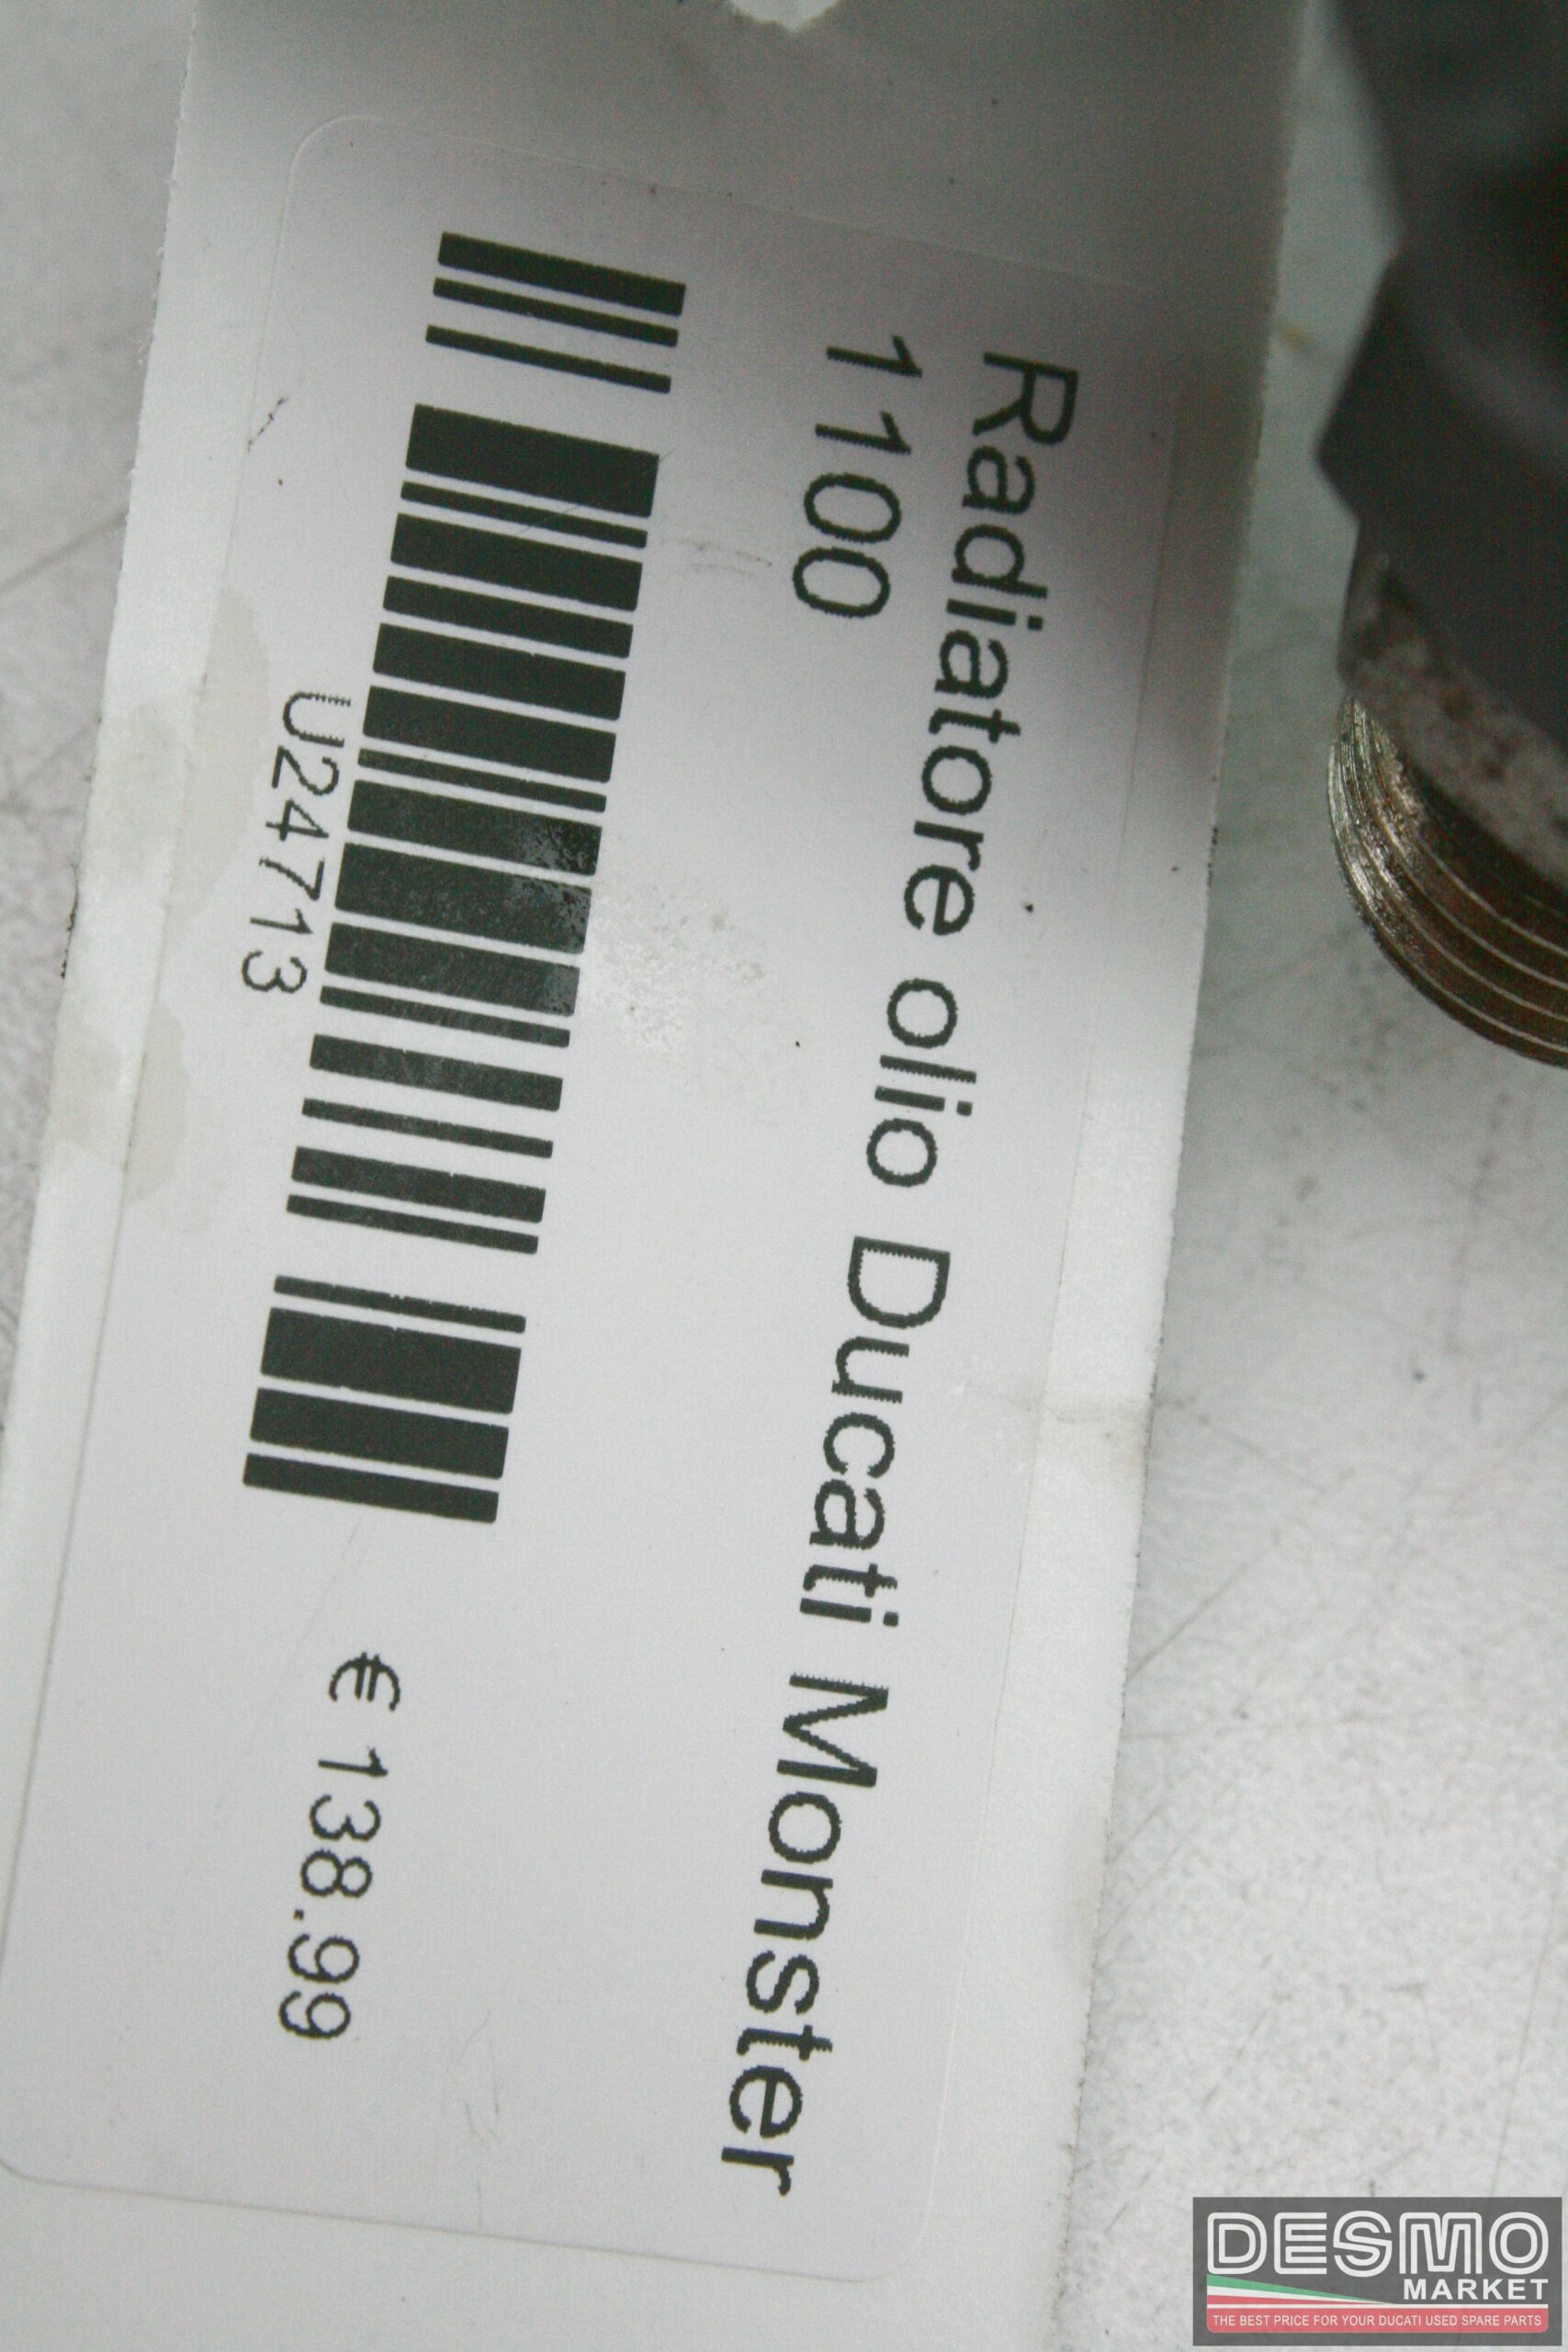 Radiatore olio Ducati Monster
1100
U24713
€ 138.99
DESMO
MARKET
THE BEST PRICE FOR YOUR DUCATI USED SPARE PARTS